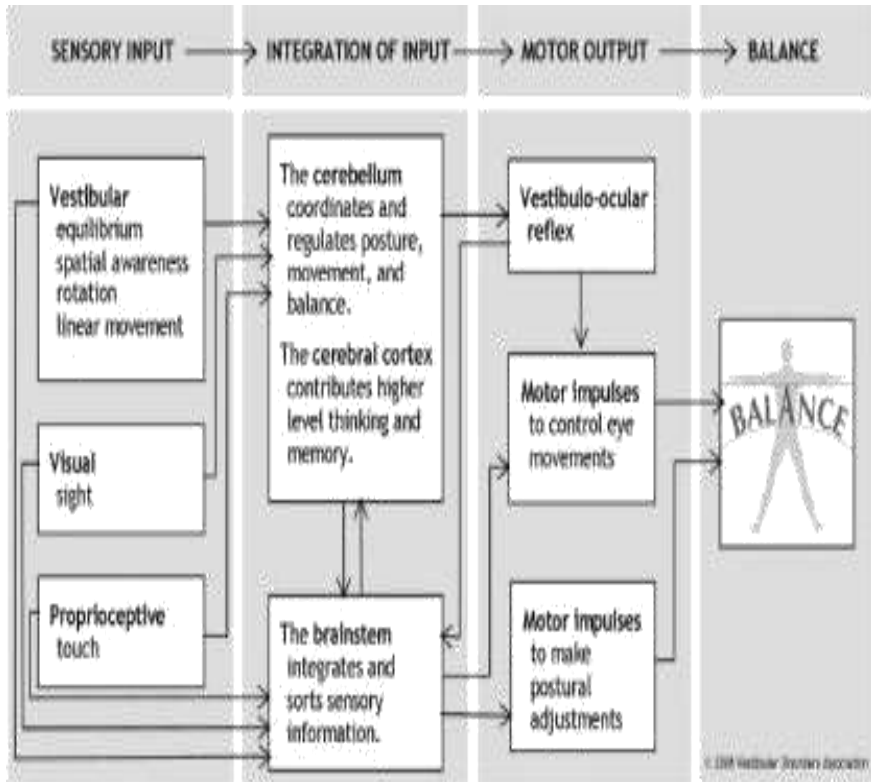 SENSORY INPUT
INTEGRATION OF INPUT
MOTOR OUTPUT
BALANCE
Vestibular
equilibrium
spatial awareness
rotation
linear movement
Visual
sight
Proprioceptive
touch
The cerebellum
coordinates and
regulates posture,
movement, and
balance.
The cerebral cortex
contributes higher
level thinking and
memory.
The brainstem
integrates and
sorts sensory
information.
Vestibulo-ocular
reflex
Motor impulses
to control eye
movements
Motor impulses
to make
postural
adjustments
BALANCE
© Vestibular Disorders Association